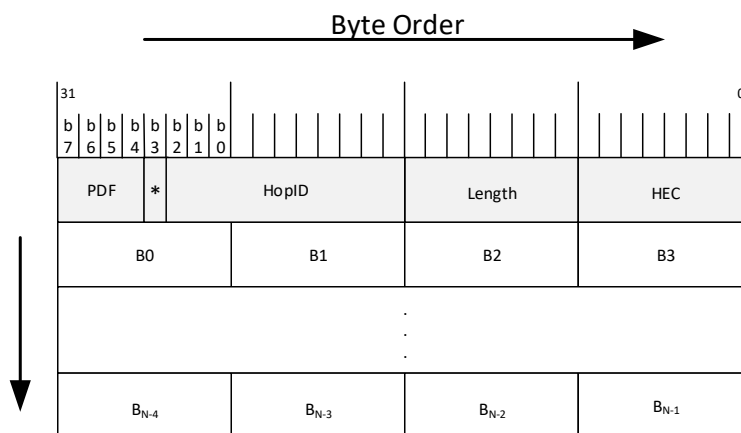 Byte Order
31 0
b b b b b b b b
7 6 5 4 3 2 1 0
PDF * HopID Length HEC
B0 B1 B2 B3
.
.
.
BN-4 BN-3 BN-2 BN-1